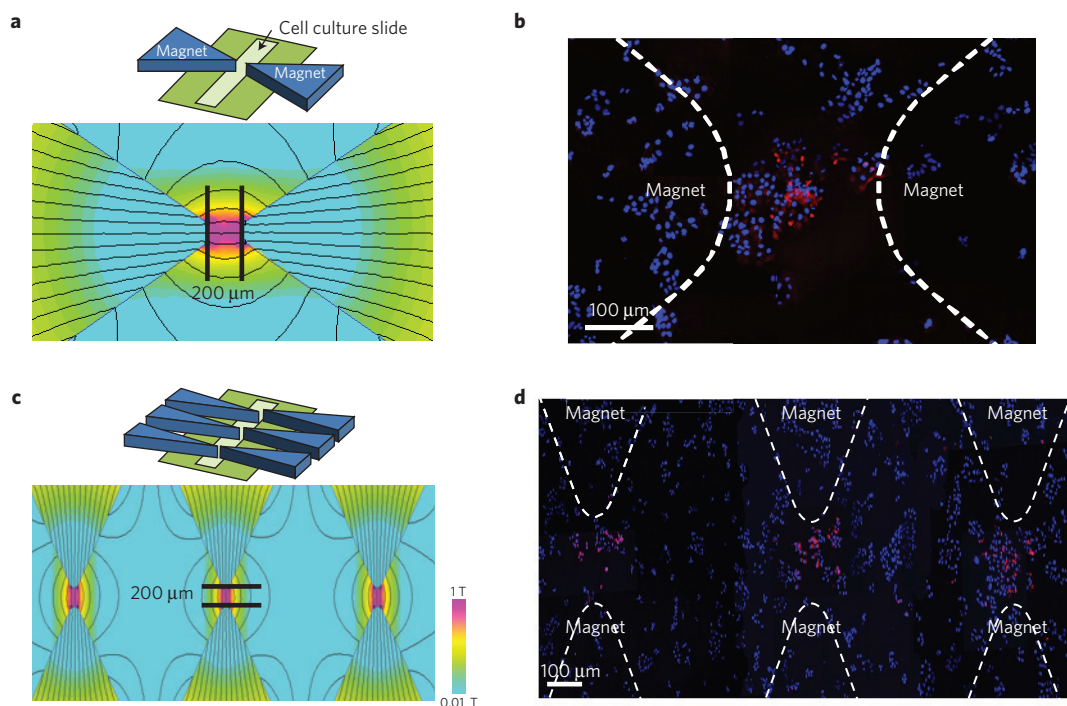 a
Cell culture slide
Magnet
Magnet
200 μm
b
Magnet
Magnet
100 μm
c
200 μm
1 T
0.01 T
d
Magnet
Magnet
Magnet
Magnet
Magnet
Magnet
100 μm